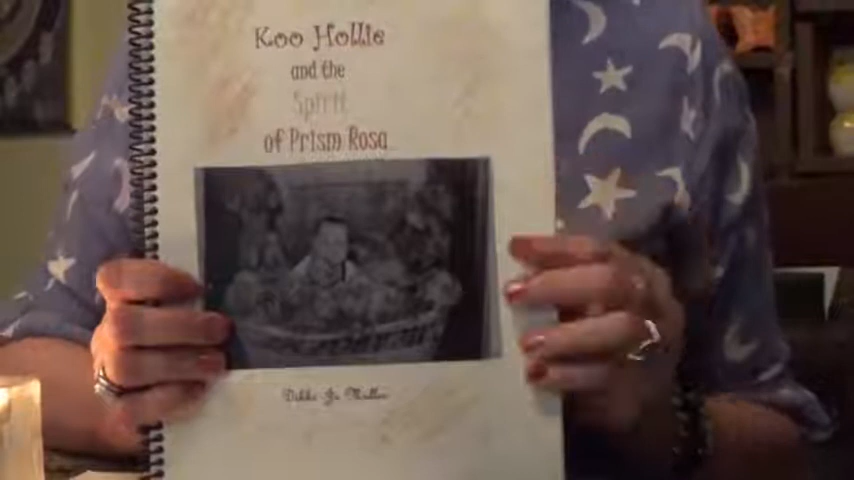 Koo Hollie
and the
Spirit
of Prism Rosa